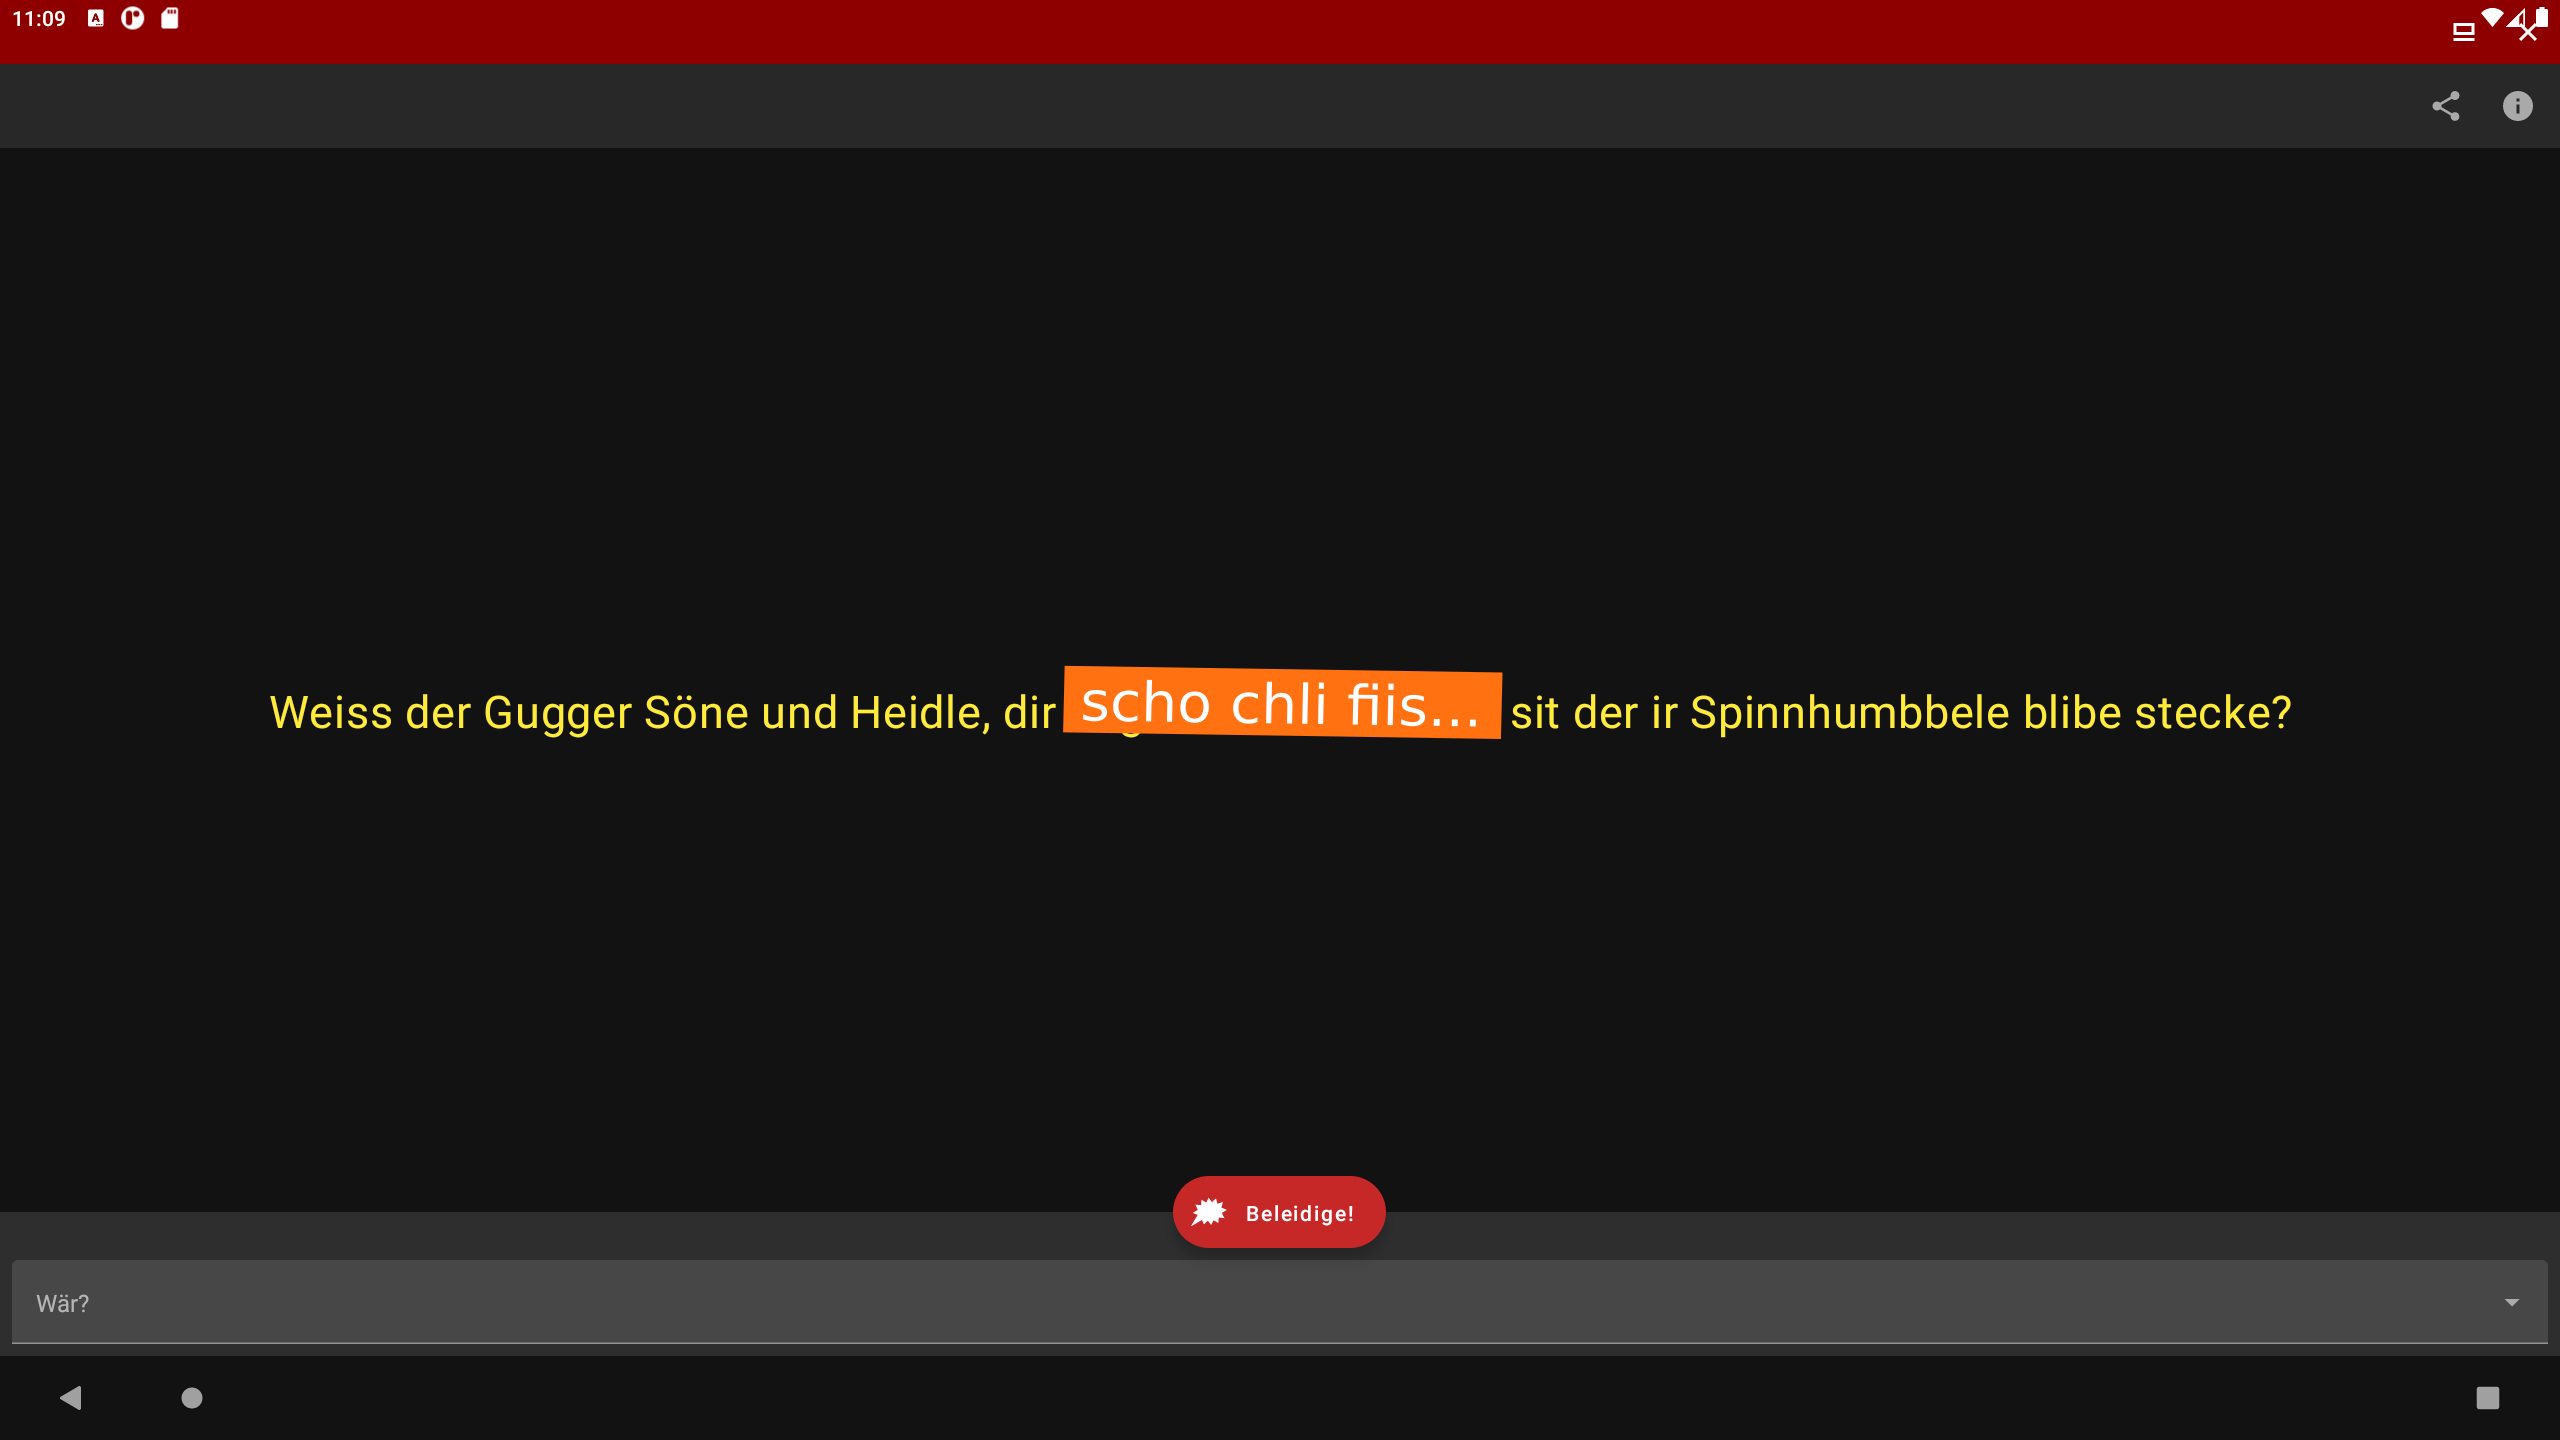 11:09
Weiss der Gugger Söne und Heidle, dir scho chli fiis... sit der ir Spinnhumbbele blibe stecke?
Beleidige!
Wär?